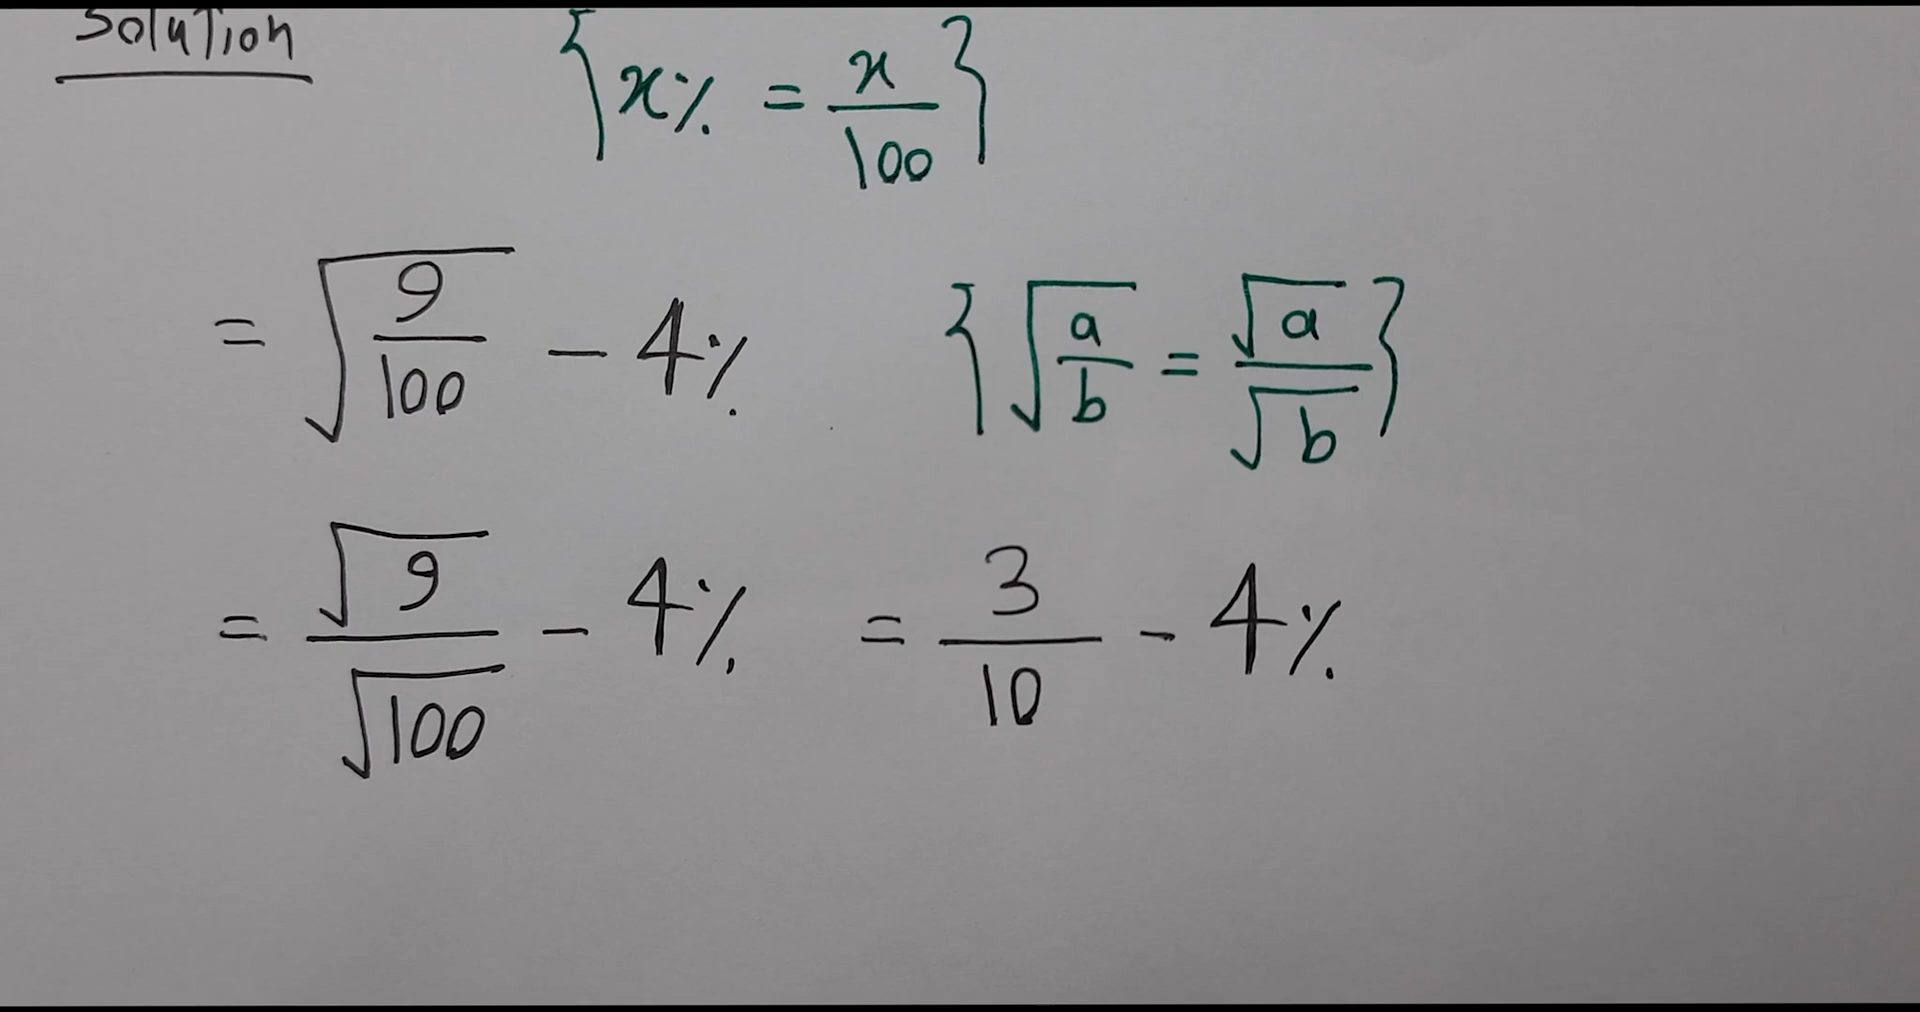 Solution
{x% = x/100}
= √(9/100) - 4% {√(a/b) = √a/√b}
= √9/√100 - 4% = 3/10 - 4%